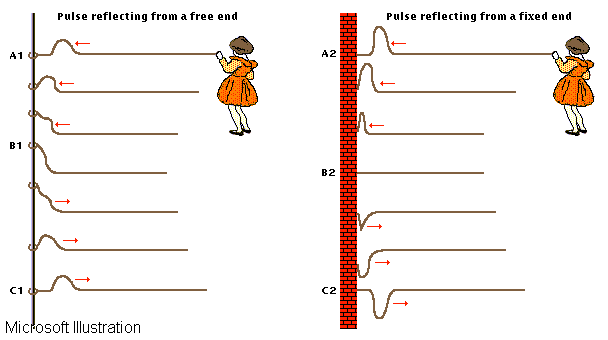 Pulse reflecting from a free end
A1
B1
C1
Pulse reflecting from a fixed end
A2
B2
C2
Microsoft Illustration